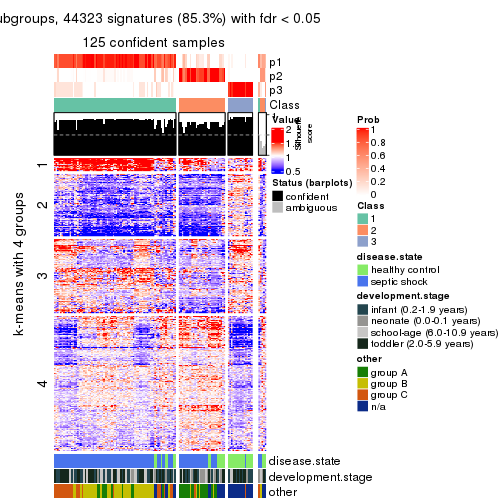 ubgroups, 44323 signatures (85.3%) with fdr < 0.05
125 confident samples
p1
p2
p3
Class
1
2
3
4
k-means with 4 groups
disease.state
development.stage
other
Value
2
1.5
1
0.5
Silhouette
score
Status (barplots)
confident
ambiguous
Prob
1
0.8
0.6
0.4
0.2
0
Class
1
2
3
disease.state
healthy control
septic shock
development.stage
infant (0.2-1.9 years)
neonate (0.0-0.1 years)
school-age (6.0-10.9 years)
toddler (2.0-5.9 years)
other
group A
group B
group C
n/a